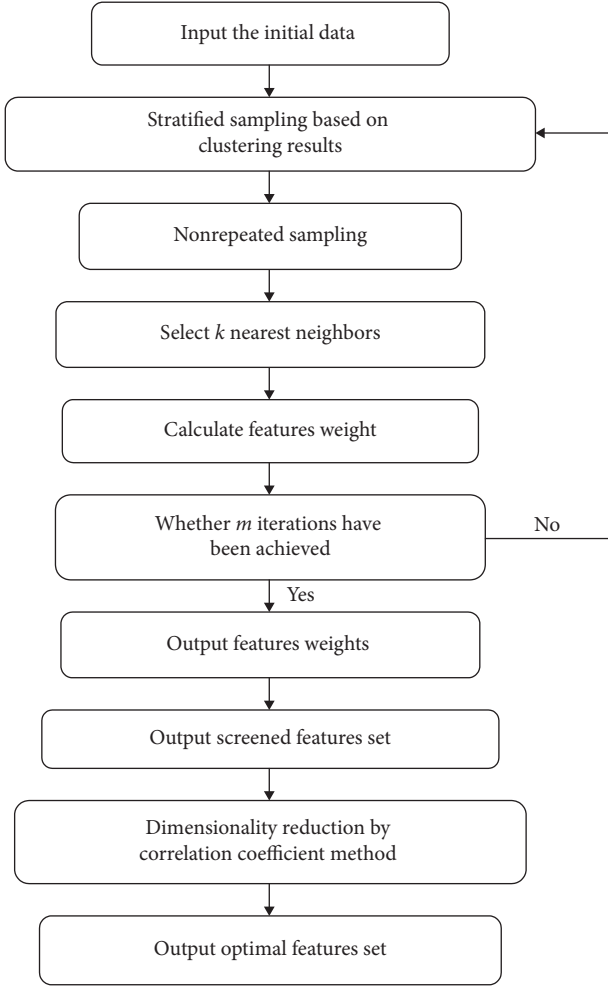 Input the initial data
Stratified sampling based on
clustering results
Nonrepeated sampling
Select k nearest neighbors
Calculate features weight
Whether m iterations have
been achieved
No
Yes
Output features weights
Output screened features set
Dimensionality reduction by
correlation coefficient method
Output optimal features set